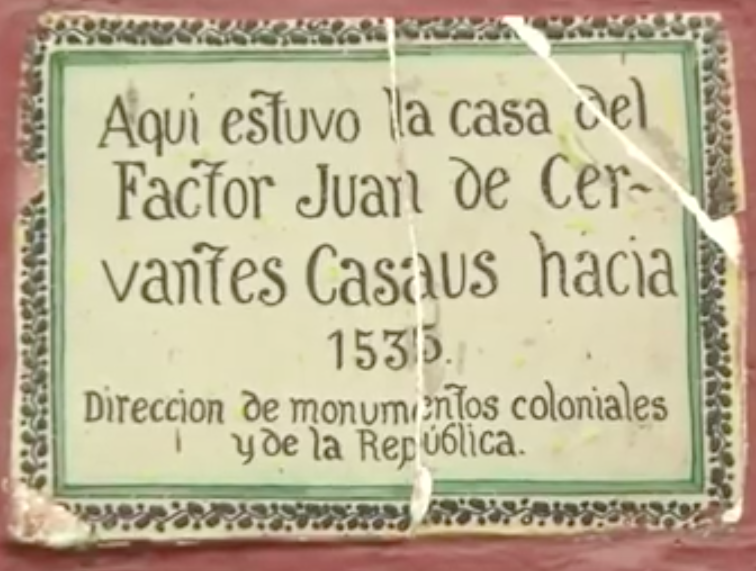 Aqui estuvo la casa del
Factor Juan de Cer~
vantes Casaus hacia
1535.
Direccion de monumentos coloniales
y de la República.